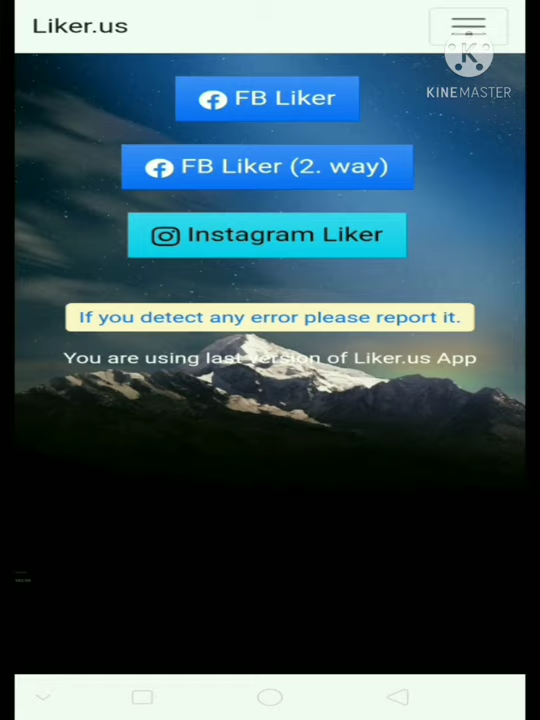 Liker.us
K
KINEMASTER
FB Liker
FB Liker (2. way)
Instagram Liker
If you detect any error please report it.
You are using last version of Liker.us App